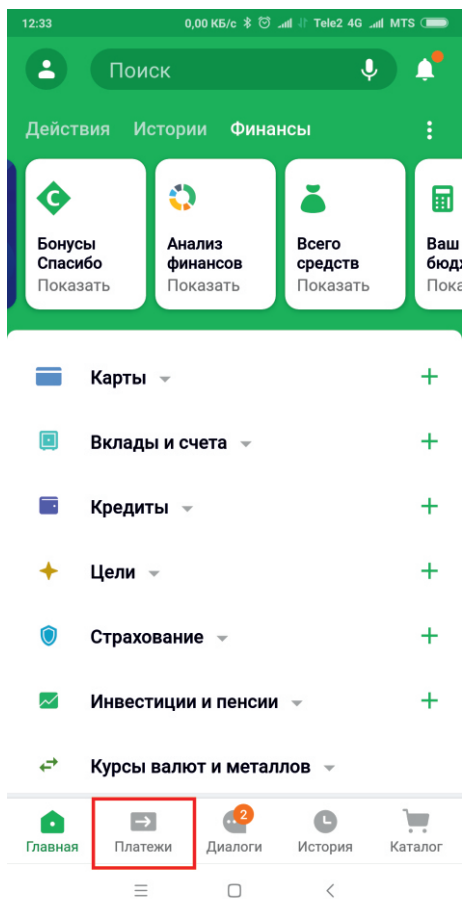 12:33 0,00 КБ/с Tele2 4G MTS
Поиск
Действия Истории Финансы
Бонусы Спасибо Показать
Анализ финансов Показать
Всего средств Показать
Ваш
Карты
Вклады и счета
Кредиты
Цели
Страхование
Инвестиции и пенсии
Курсы валют и металлов
2
Главная Платежи Диалоги История Каталог